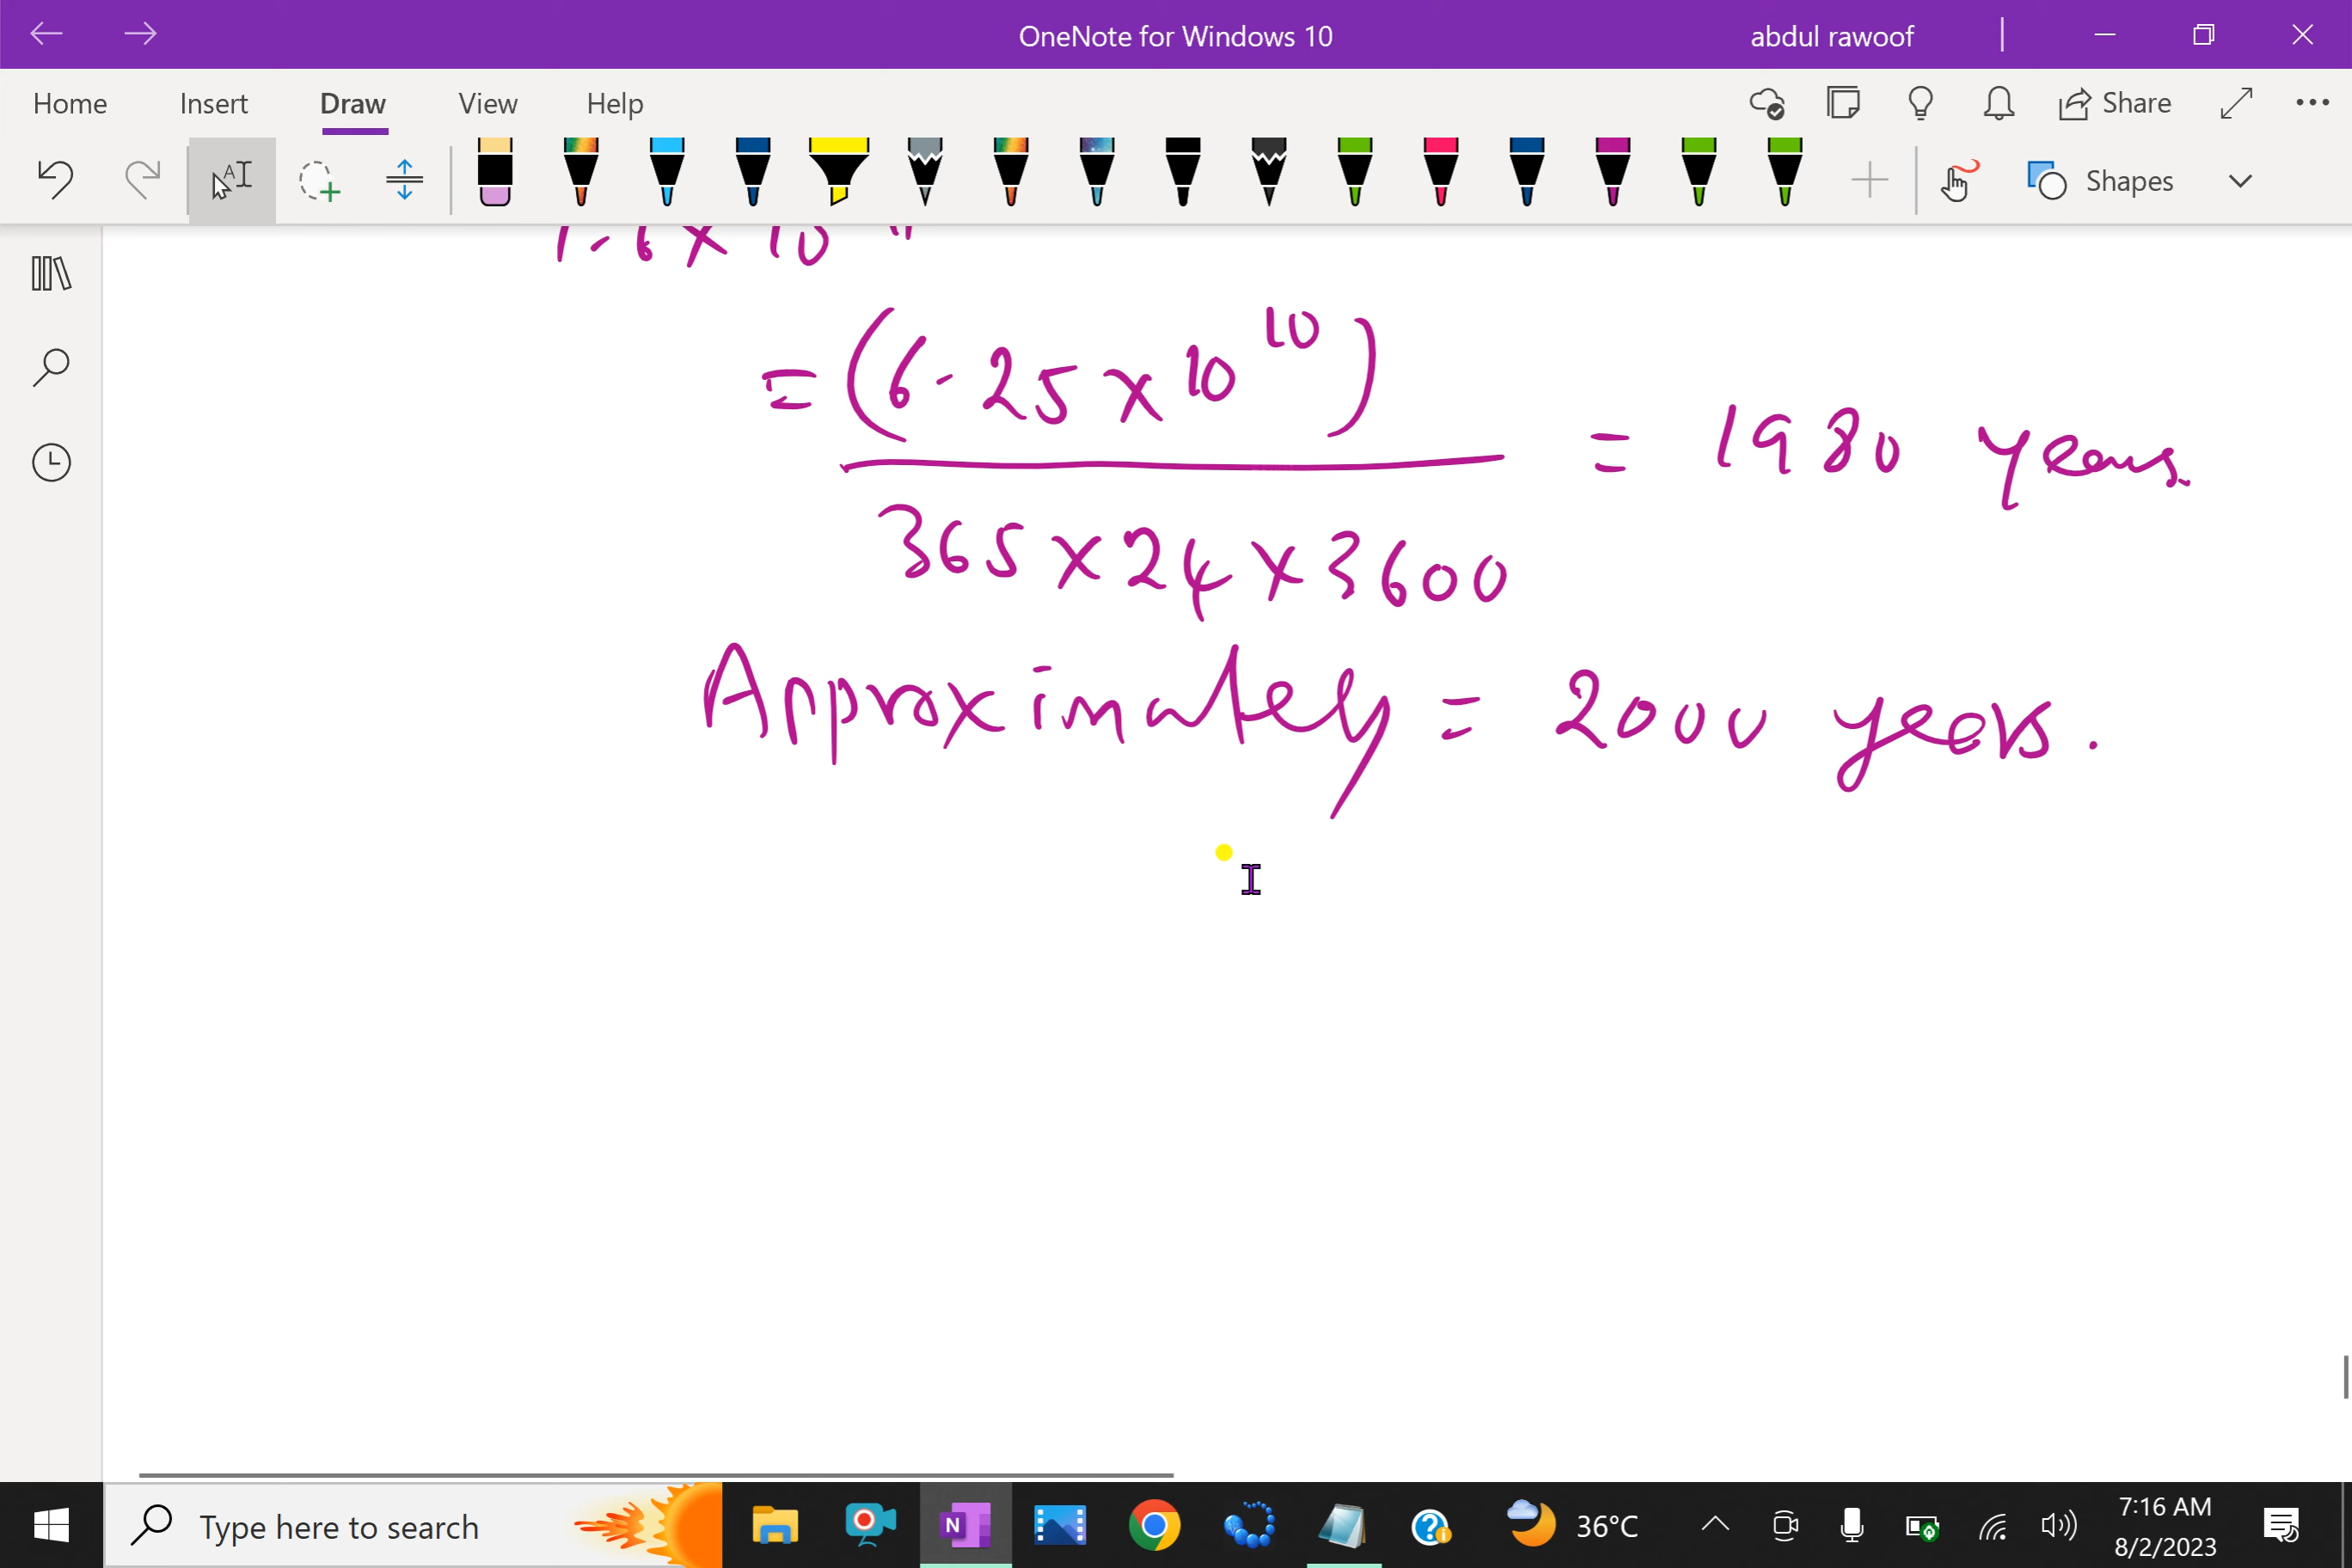 OneNote for Windows 10
abdul rawoof
Home Insert Draw View Help
Share
Shapes
= (6.25 x 10^10)
365 x 24 x 3600
= 1980 years.
Approximately = 2000 years.
Type here to search
36°C
7:16 AM
8/2/2023